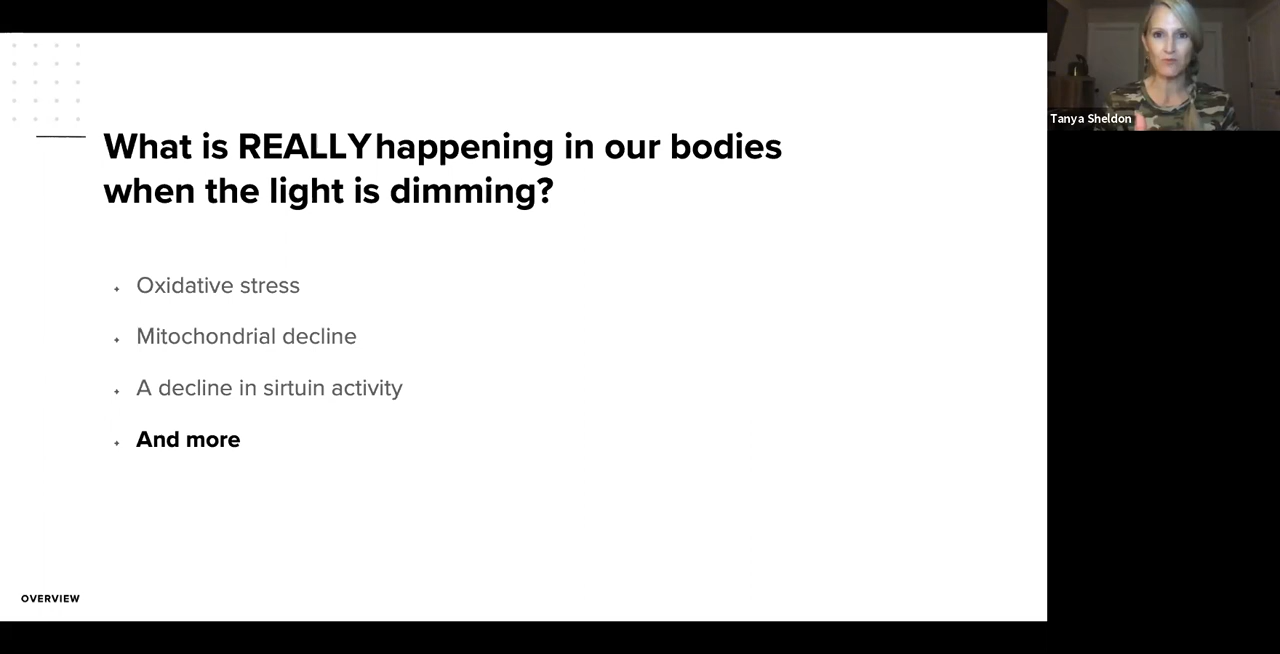 What is REALLY happening in our bodies
when the light is dimming?
Oxidative stress
Mitochondrial decline
A decline in sirtuin activity
And more
OVERVIEW
Tanya Sheldon